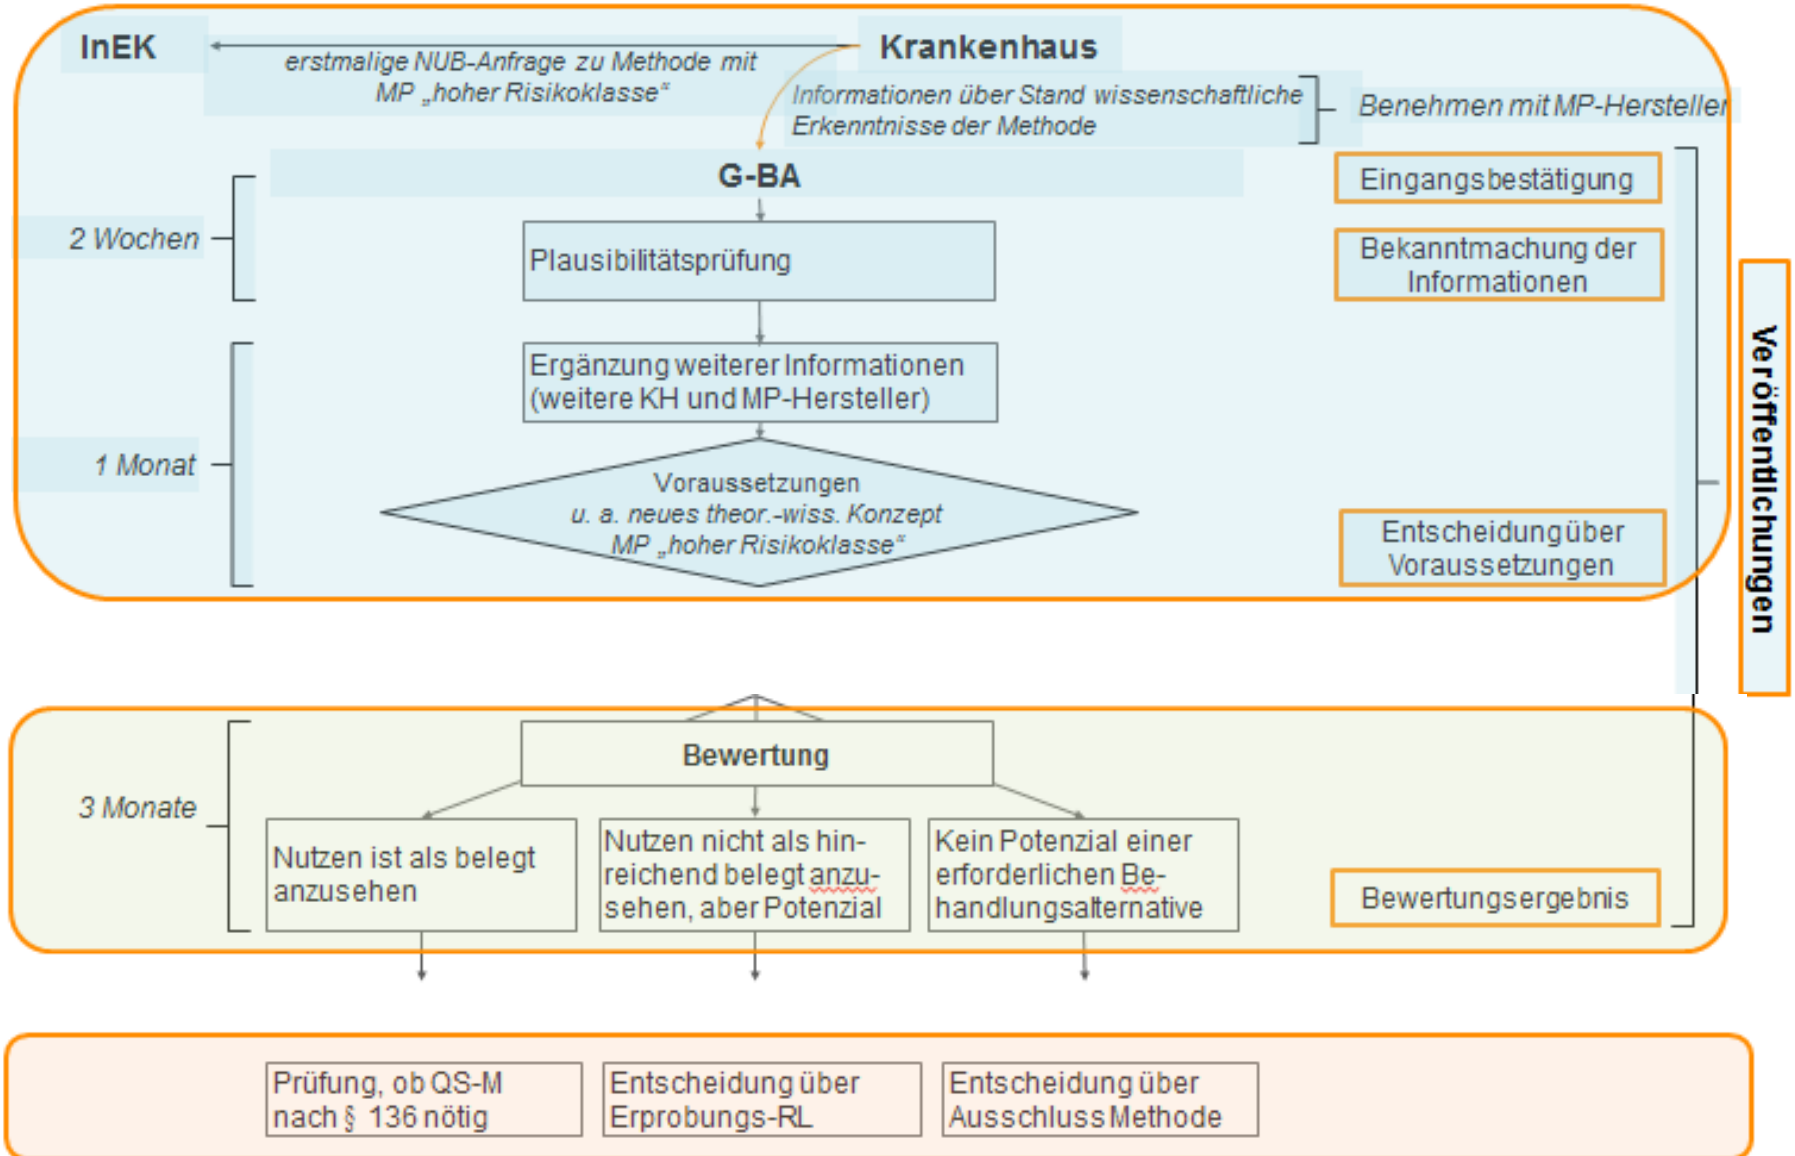 InEK
Krankenhaus
erstmalige NUB-Anfrage zu Methode mit
MP „hoher Risikoklasse“
Informationen über Stand wissenschaftliche
Erkenntnisse der Methode
Benehmen mit MP-Hersteller
G-BA
Eingangsbestätigung
2 Wochen
Plausibilitätsprüfung
Bekanntmachung der
Informationen
Ergänzung weiterer Informationen
(weitere KH und MP-Hersteller)
1 Monat
Voraussetzungen
u. a. neues theor.-wiss. Konzept
MP „hoher Risikoklasse“
Entscheidung über
Voraussetzungen
Veröffentlichungen
Bewertung
3 Monate
Nutzen ist als belegt
anzusehen
Nutzen nicht als hin-
reichend belegt anzu-
sehen, aber Potenzial
Kein Potenzial einer
erforderlichen Be-
handlungsalternative
Bewertungsergebnis
Prüfung, ob QS-M
nach § 136 nötig
Entscheidung über
Erprobungs-RL
Entscheidung über
Ausschluss Methode